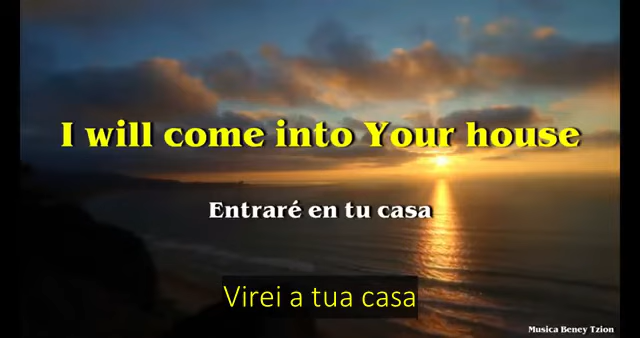 I will come into Your house
Entraré en tu casa
Virei a tua casa
Musica Beney Tzion